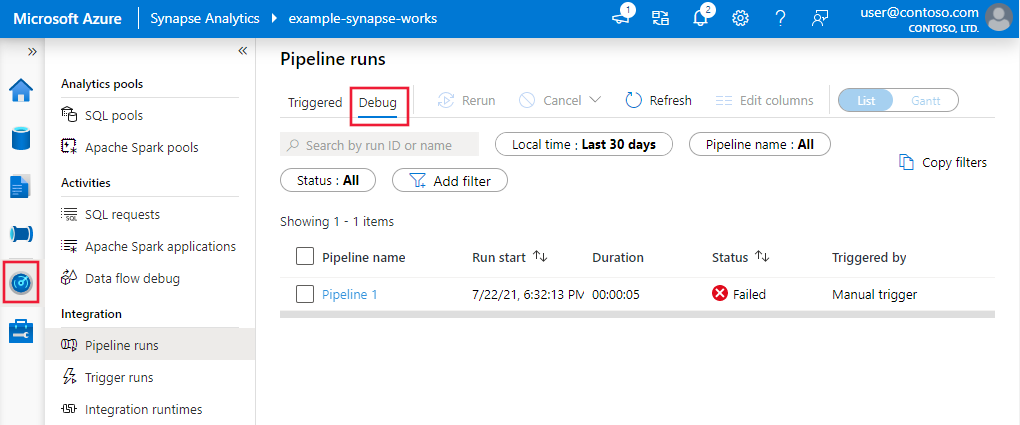 Microsoft Azure Synapse Analytics example-synapse-works 1 2 user@contoso.com
CONTOSO, LTD.
» «
Analytics pools
SQL pools
Apache Spark pools
Activities
SQL requests
Apache Spark applications
Data flow debug
Integration
Pipeline runs
Trigger runs
Integration runtimes
Pipeline runs
Triggered Debug Rerun Cancel Refresh Edit columns List Gantt
Search by run ID or name Local time : Last 30 days Pipeline name : All
Copy filters
Status : All Add filter
Showing 1 - 1 items
Pipeline name Run start Duration Status Triggered by
Pipeline 1 7/22/21, 6:32:13 PM 00:00:05 Failed Manual trigger